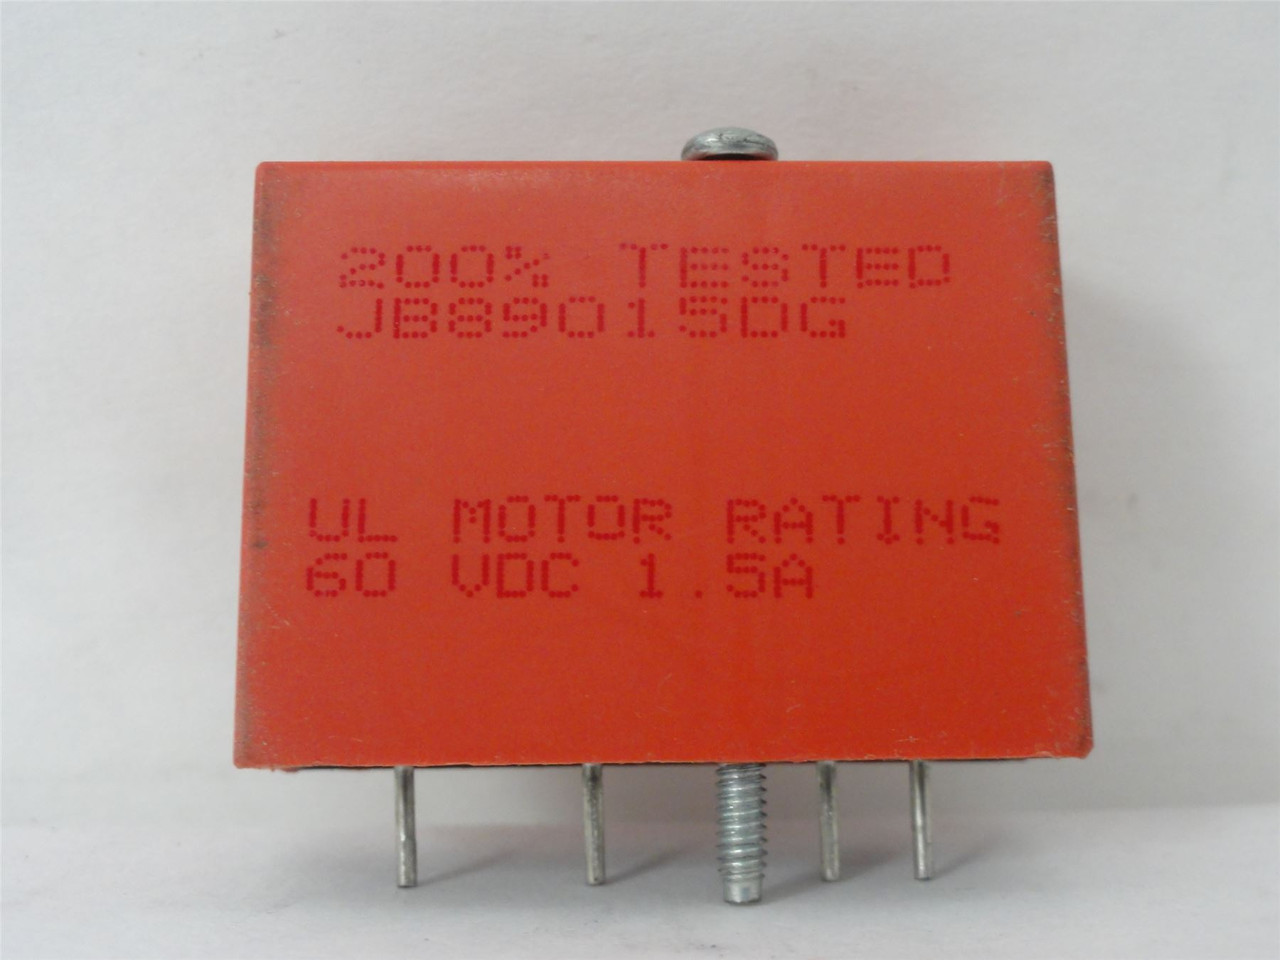 200% TESTED
JB89015DG
UL MOTOR RATING
60 VDC 1.5A